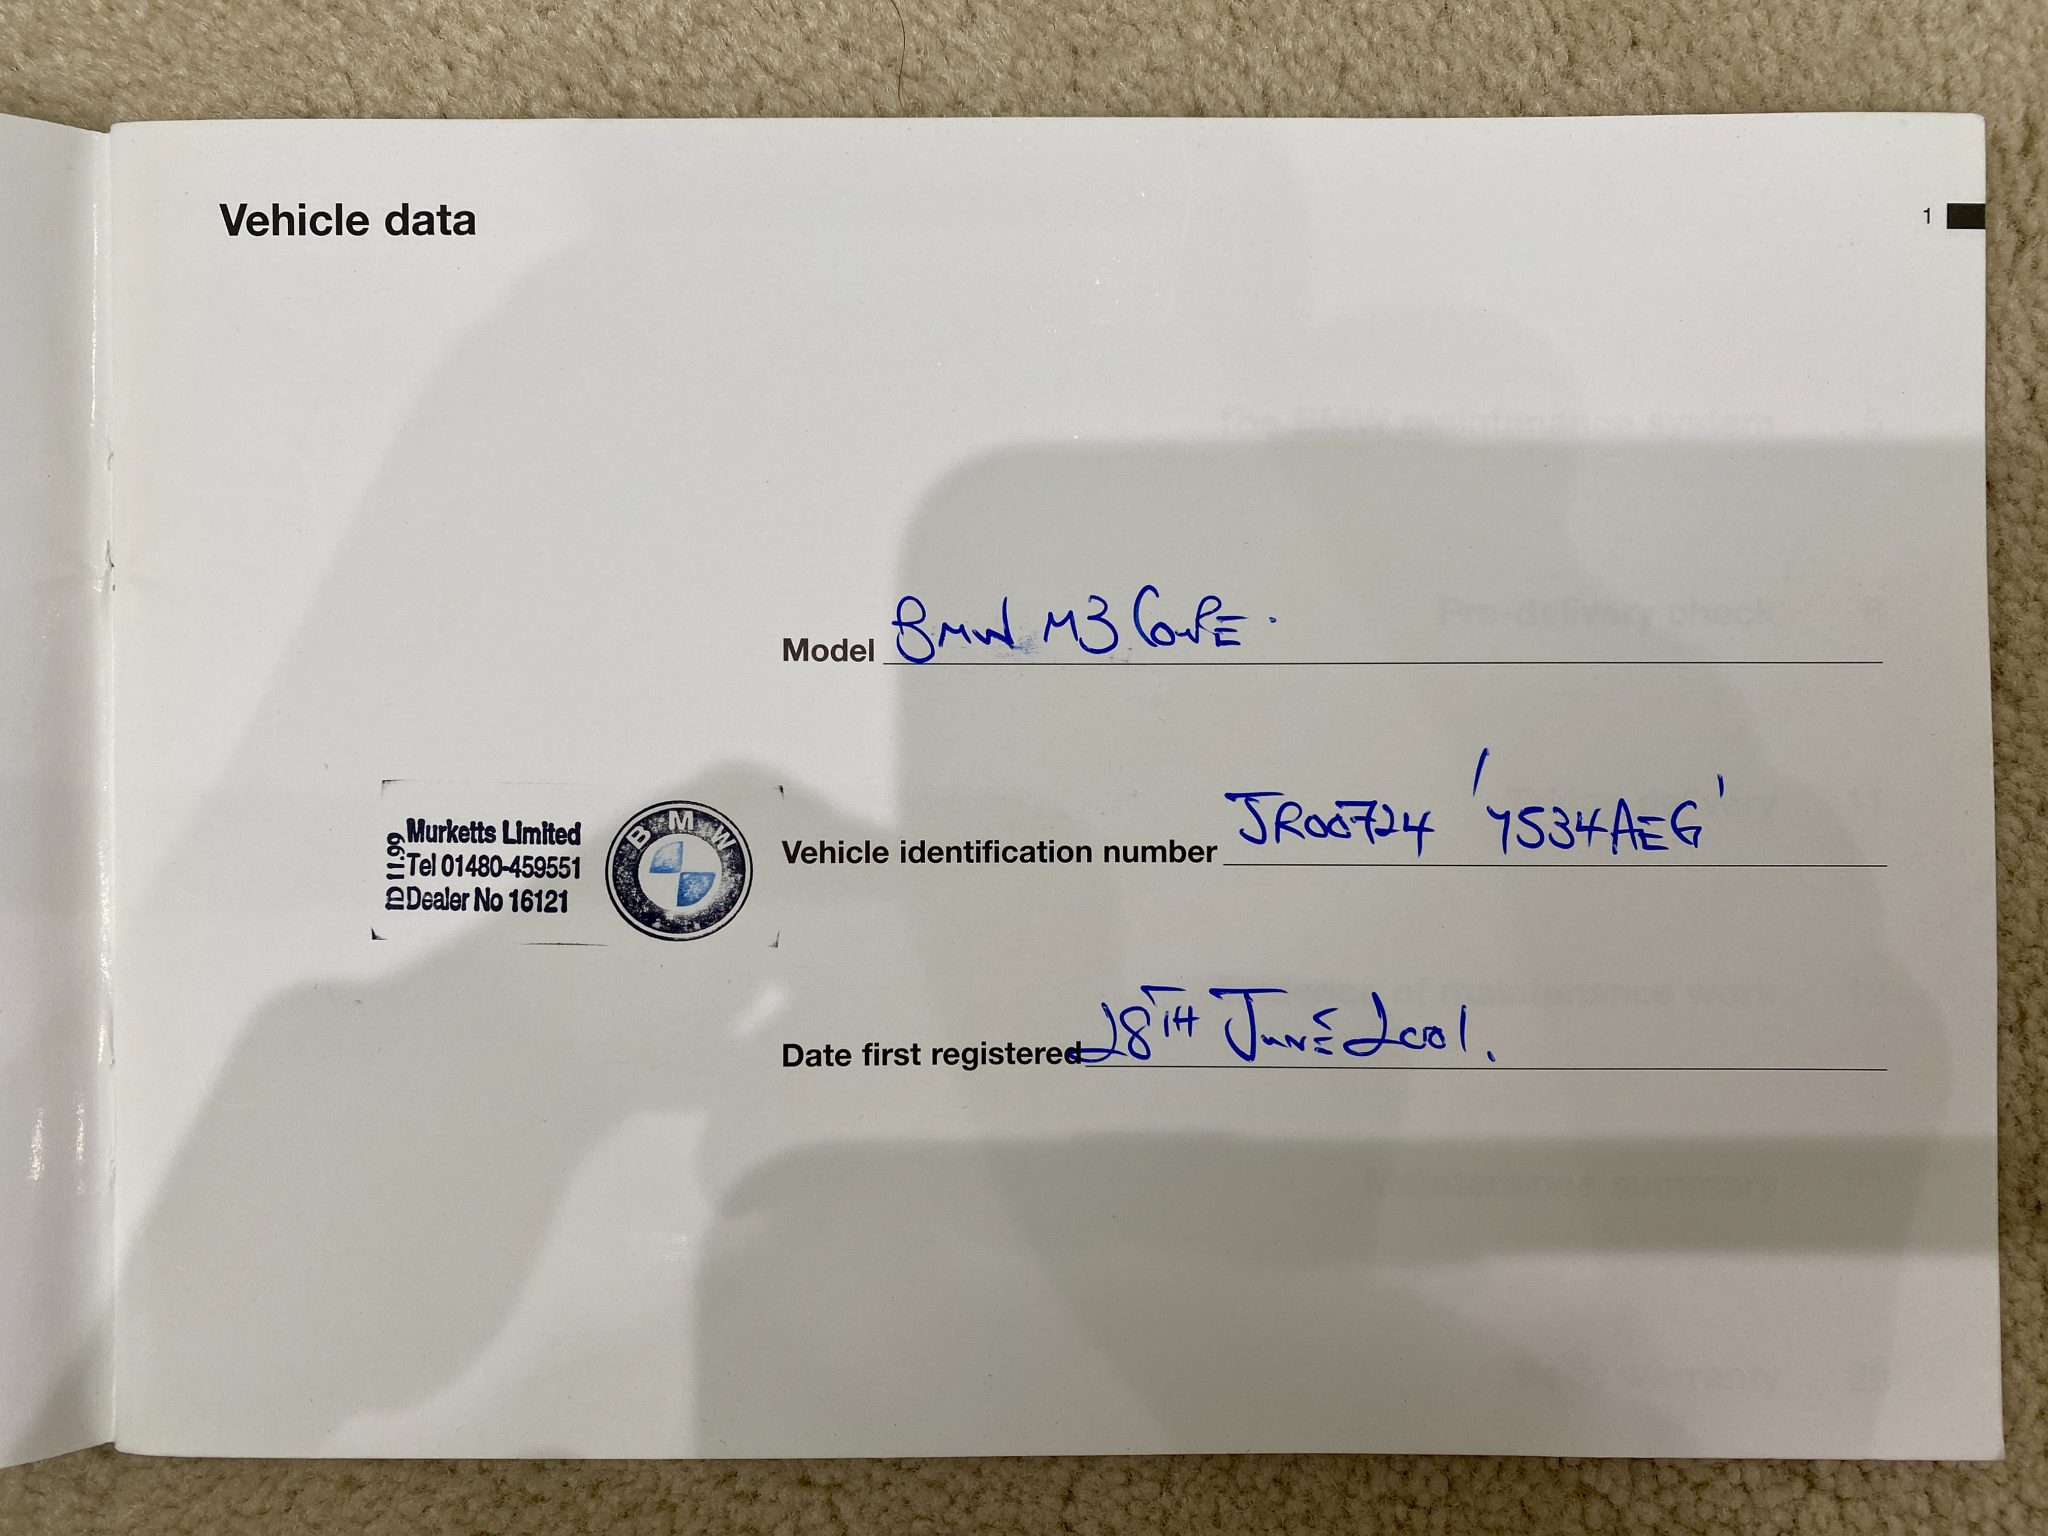 Vehicle data
1
Model BMW M3 COUPE.
Murketts Limited
Tel 01480-459551
Dealer No 16121
ID 11.99
BMW
Vehicle identification number JR00724 'Y534AEG'
Date first registered 28TH JUNE 2001.